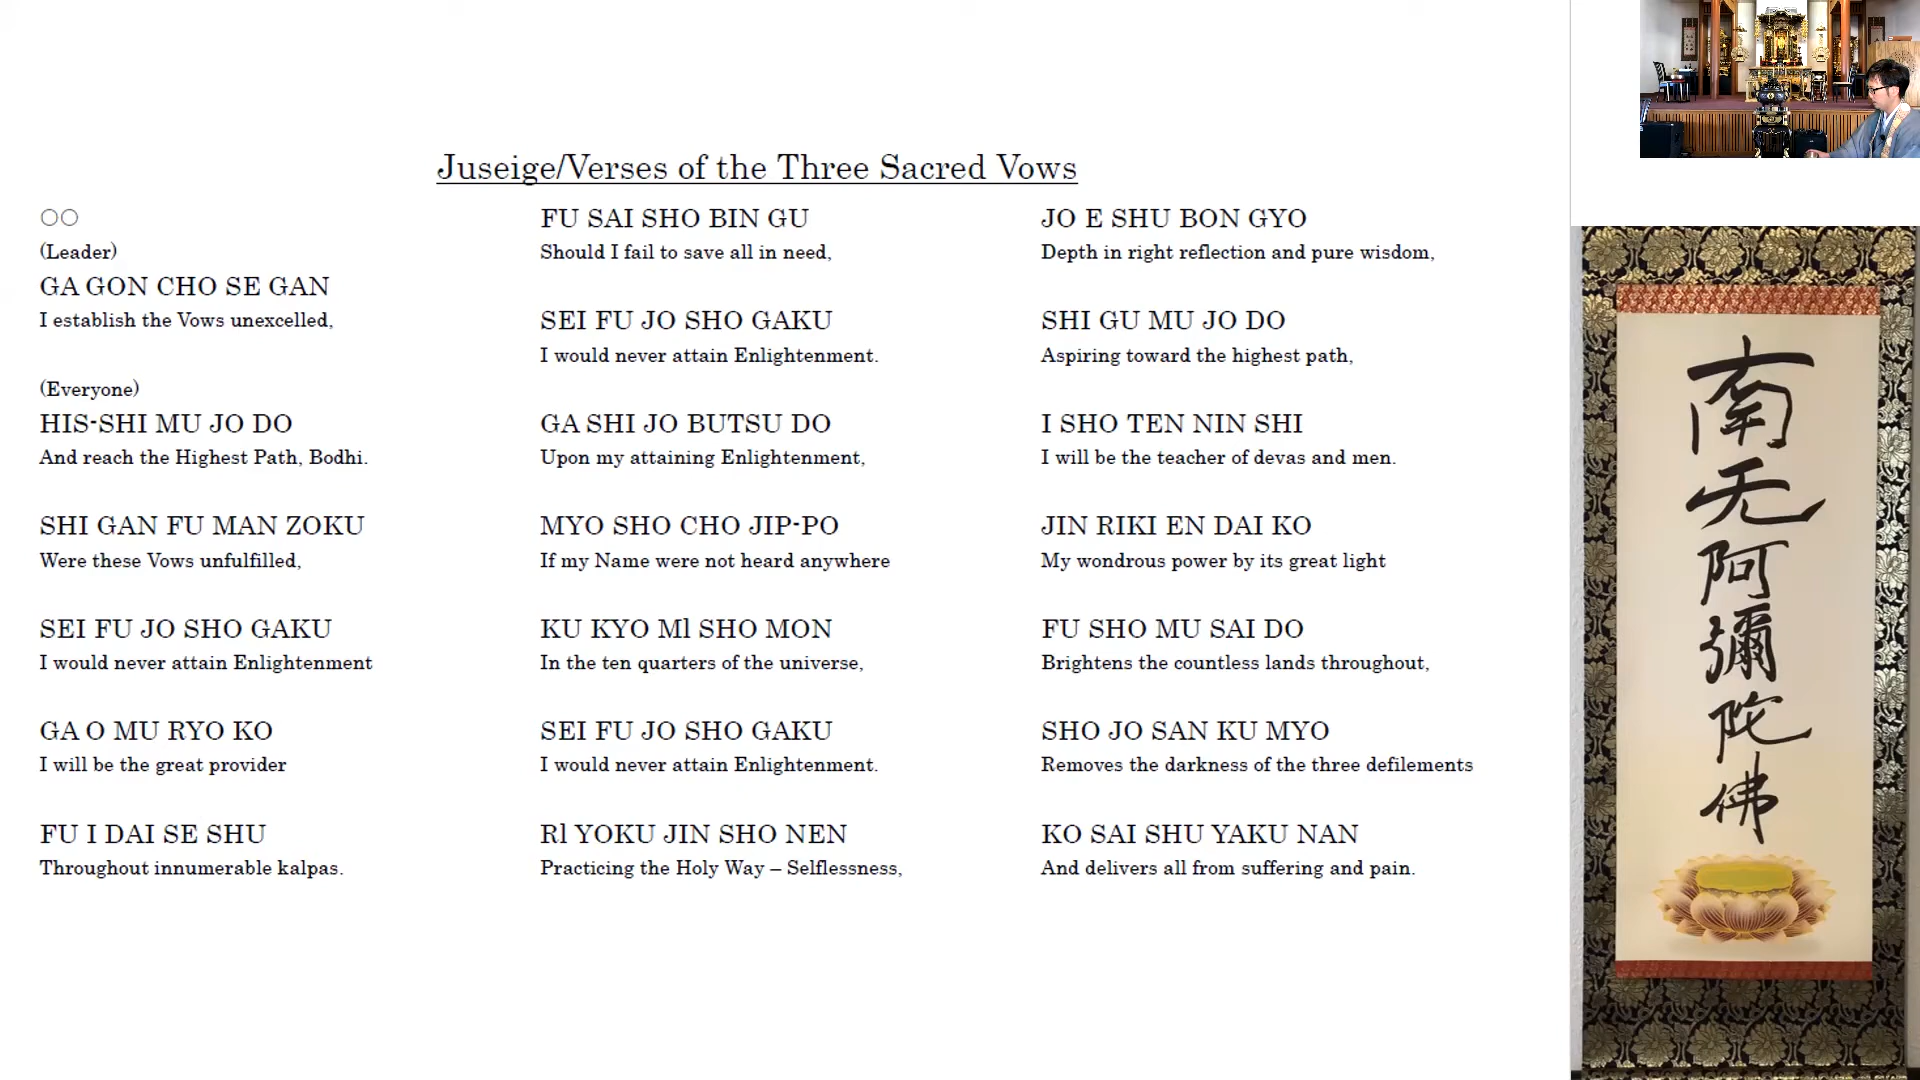 Juseige/Verses of the Three Sacred Vows
○○
(Leader)
GA GON CHO SE GAN
I establish the Vows unexcelled,
(Everyone)
HIS-SHI MU JO DO
And reach the Highest Path, Bodhi.
SHI GAN FU MAN ZOKU
Were these Vows unfulfilled,
SEI FU JO SHO GAKU
I would never attain Enlightenment
GA O MU RYO KO
I will be the great provider
FU I DAI SE SHU
Throughout innumerable kalpas.
FU SAI SHO BIN GU
Should I fail to save all in need,
SEI FU JO SHO GAKU
I would never attain Enlightenment.
GA SHI JO BUTSU DO
Upon my attaining Enlightenment,
MYO SHO CHO JIP-PO
If my Name were not heard anywhere
KU KYO Ml SHO MON
In the ten quarters of the universe,
SEI FU JO SHO GAKU
I would never attain Enlightenment.
Rl YOKU JIN SHO NEN
Practicing the Holy Way – Selflessness,
JO E SHU BON GYO
Depth in right reflection and pure wisdom,
SHI GU MU JO DO
Aspiring toward the highest path,
I SHO TEN NIN SHI
I will be the teacher of devas and men.
JIN RIKI EN DAI KO
My wondrous power by its great light
FU SHO MU SAI DO
Brightens the countless lands throughout,
SHO JO SAN KU MYO
Removes the darkness of the three defilements
KO SAI SHU YAKU NAN
And delivers all from suffering and pain.
南无阿彌陀佛